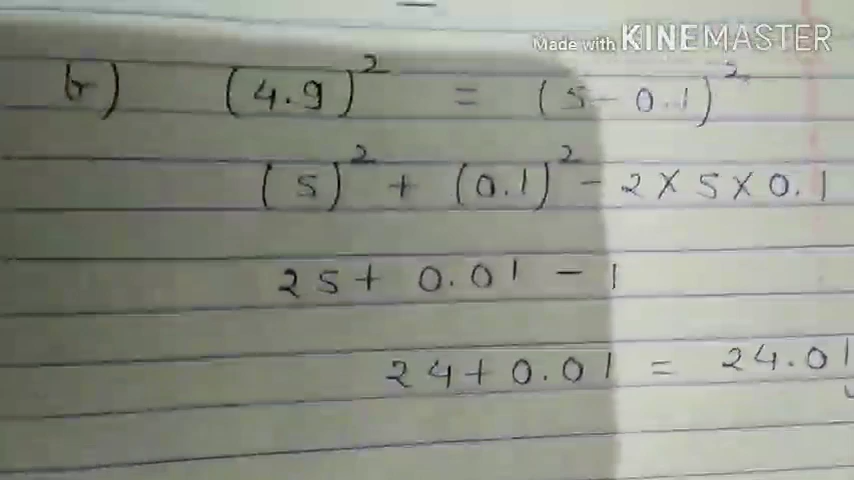 Made with KINEMASTER
b) (4.9)² = (5 - 0.1)²
(5)² + (0.1)² - 2 × 5 × 0.1
25 + 0.01 - 1
24 + 0.01 = 24.01